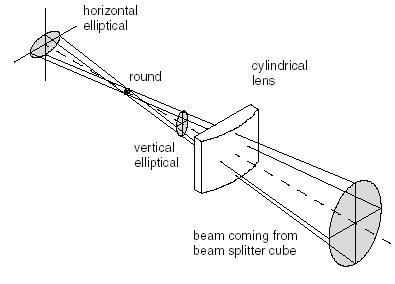 horizontal
elliptical
round
cylindrical
lens
vertical
elliptical
beam coming from
beam splitter cube